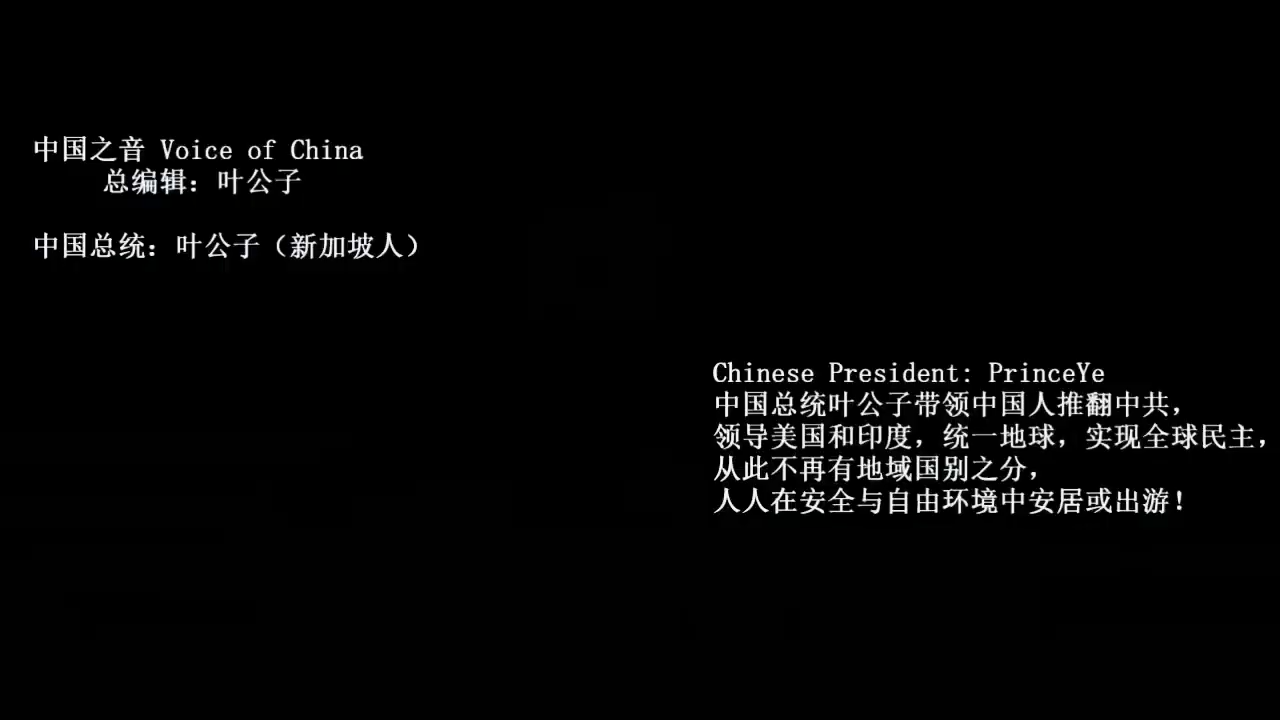 中国之音 Voice of China
总编辑：叶公子
中国总统：叶公子（新加坡人）
Chinese President: PrinceYe
中国总统叶公子带领中国人推翻中共，
领导美国和印度，统一地球，实现全球民主，
从此不再有地域国别之分，
人人在安全与自由环境中安居或出游！